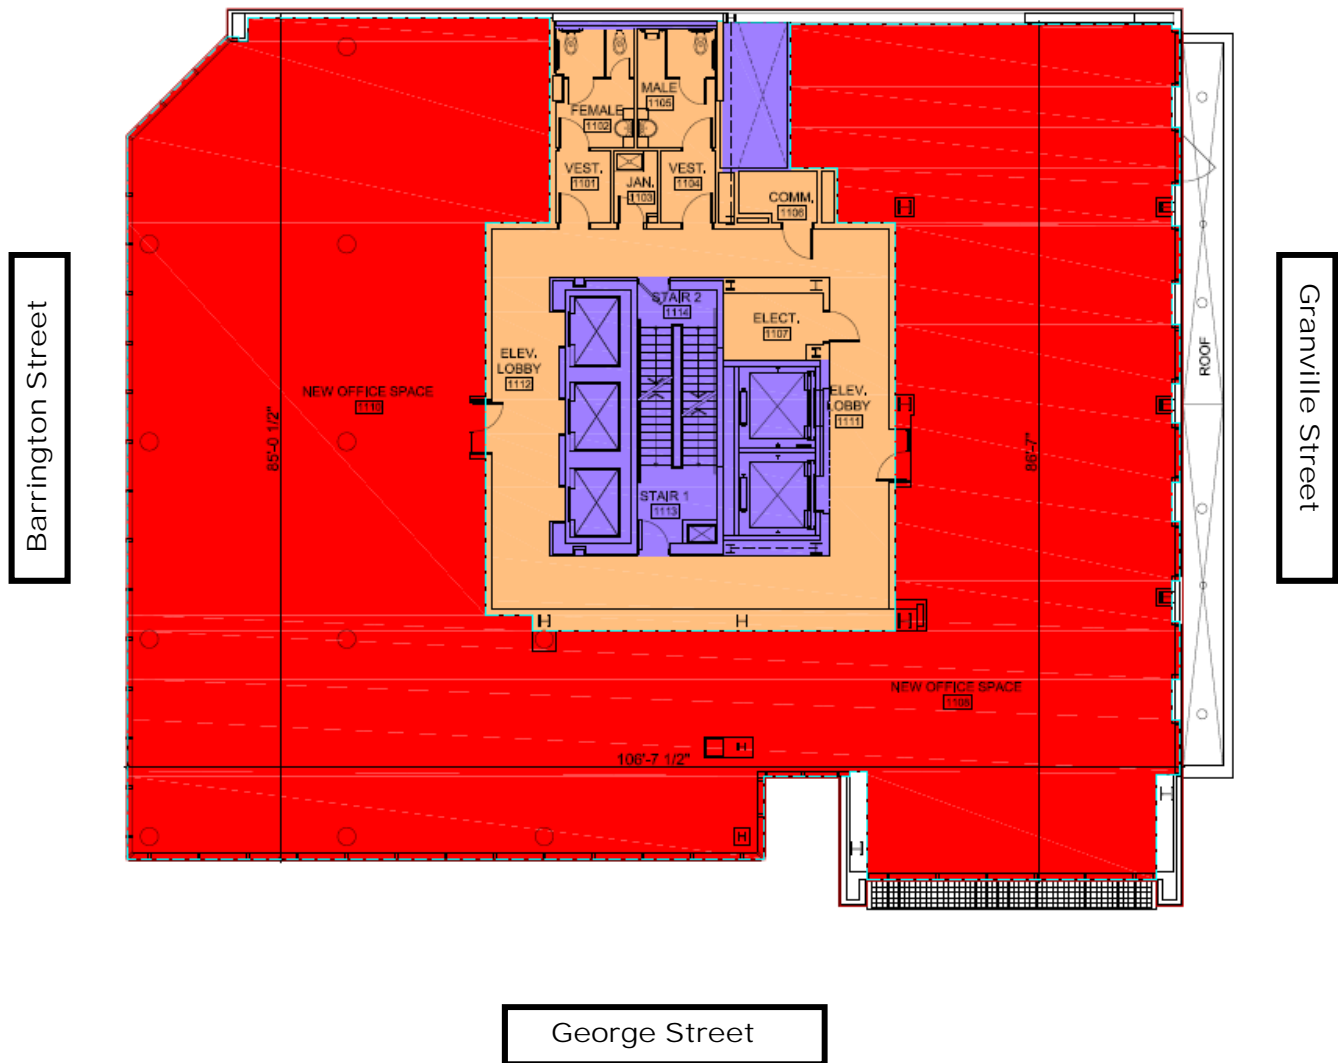 MALE
1105
FEMALE
1102
VEST.
1101
JAN.
1103
VEST.
1104
COMM.
1106
STAIR 2
1114
ELECT.
1107
ELEV.
LOBBY
1112
ELEV.
LOBBY
1111
NEW OFFICE SPACE
1110
85'-0 1/2"
86'-7"
STAIR 1
1113
ROOF
Barrington Street
Granville Street
NEW OFFICE SPACE
1108
106'-7 1/2"
George Street